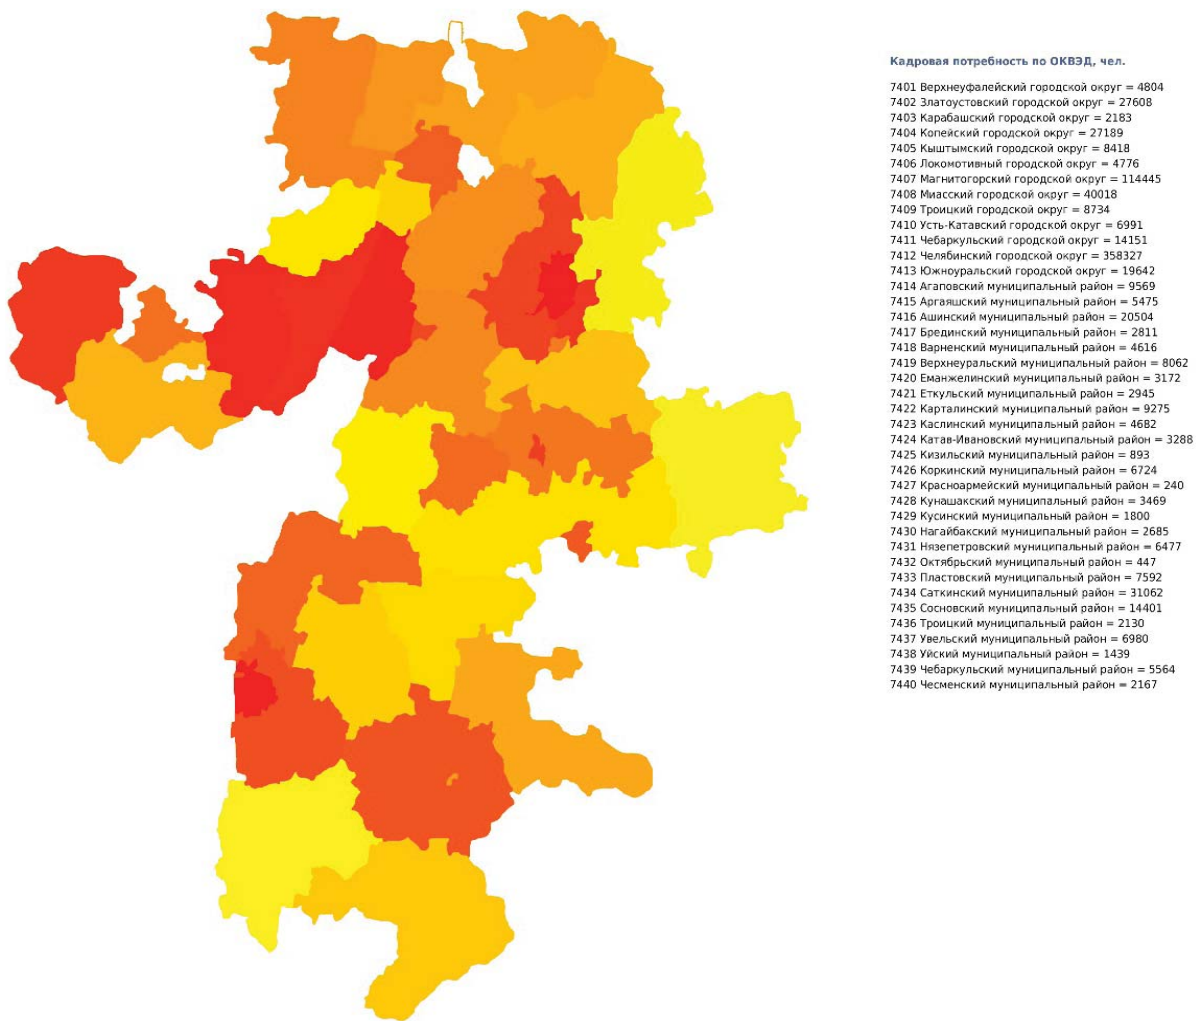 Кадровая потребность по ОКВЭД, чел.
7401 Верхнеуфалейский городской округ = 4804
7402 Златоустовский городской округ = 27608
7403 Карабашский городской округ = 2183
7404 Копейский городской округ = 27189
7405 Кыштымский городской округ = 8418
7406 Локомотивный городской округ = 4776
7407 Магнитогорский городской округ = 114445
7408 Миасский городской округ = 40018
7409 Троицкий городской округ = 8734
7410 Усть-Катавский городской округ = 6991
7411 Чебаркульский городской округ = 14151
7412 Челябинский городской округ = 358327
7413 Южноуральский городской округ = 19642
7414 Агаповский муниципальный район = 9569
7415 Аргаяшский муниципальный район = 5475
7416 Ашинский муниципальный район = 20504
7417 Брединский муниципальный район = 2811
7418 Варненский муниципальный район = 4616
7419 Верхнеуральский муниципальный район = 8062
7420 Еманжелинский муниципальный район = 3172
7421 Еткульский муниципальный район = 2945
7422 Карталинский муниципальный район = 9275
7423 Каслинский муниципальный район = 4682
7424 Катав-Ивановский муниципальный район = 3288
7425 Кизильский муниципальный район = 893
7426 Коркинский муниципальный район = 6724
7427 Красноармейский муниципальный район = 240
7428 Кунашакский муниципальный район = 3469
7429 Кусинский муниципальный район = 1800
7430 Нагайбакский муниципальный район = 2685
7431 Нязепетровский муниципальный район = 6477
7432 Октябрьский муниципальный район = 447
7433 Пластовский муниципальный район = 7592
7434 Саткинский муниципальный район = 31062
7435 Сосновский муниципальный район = 14401
7436 Троицкий муниципальный район = 2130
7437 Увельский муниципальный район = 6980
7438 Уйский муниципальный район = 1439
7439 Чебаркульский муниципальный район = 5564
7440 Чесменский муниципальный район = 2167